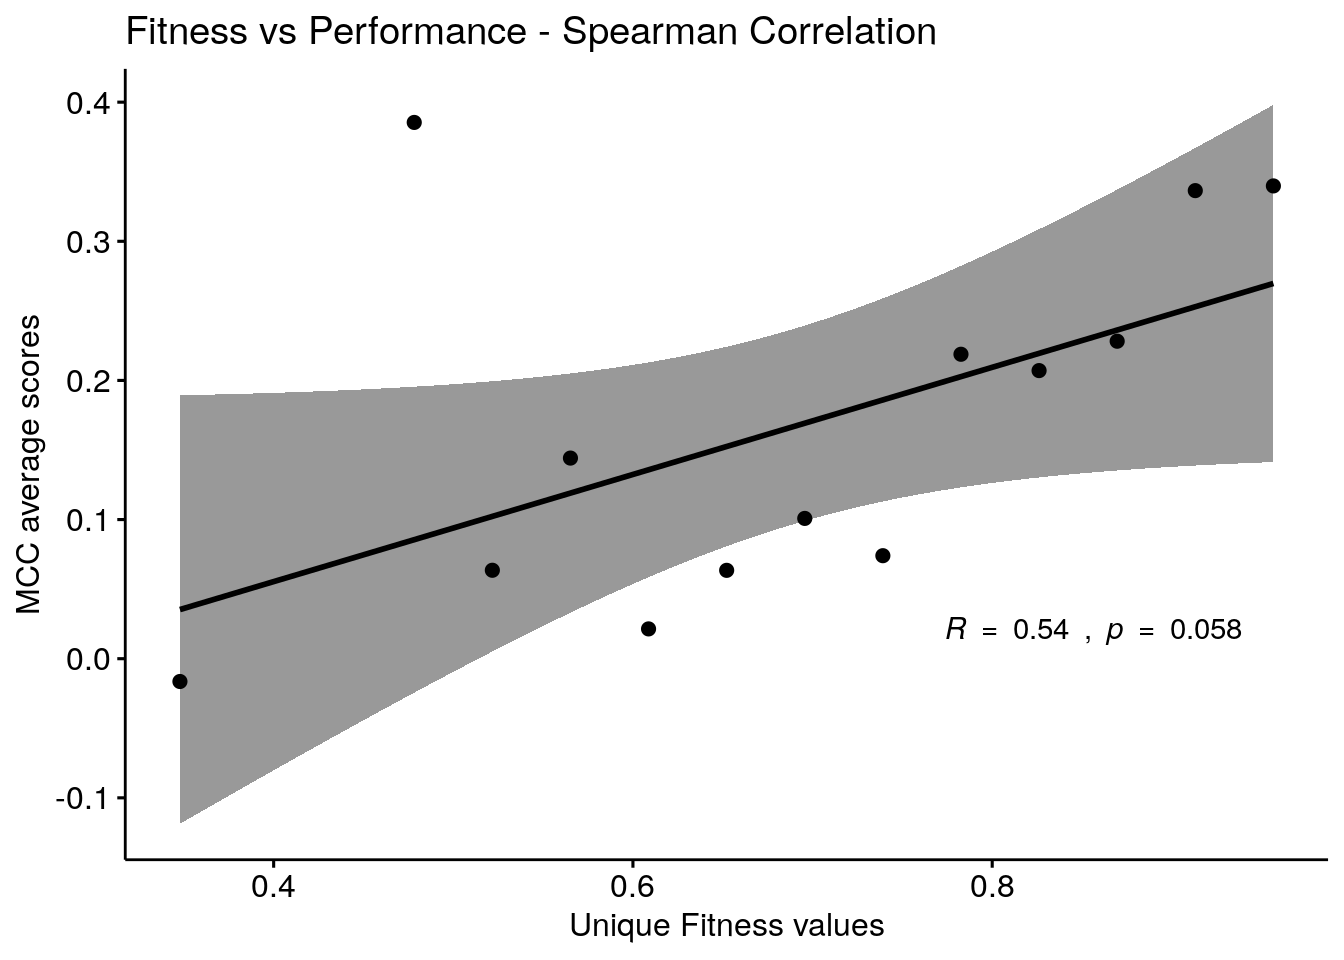 Fitness vs Performance - Spearman Correlation
0.4
0.3
0.2
0.1
0.0
-0.1
MCC average scores
R = 0.54 , p = 0.058
0.4 0.6 0.8
Unique Fitness values